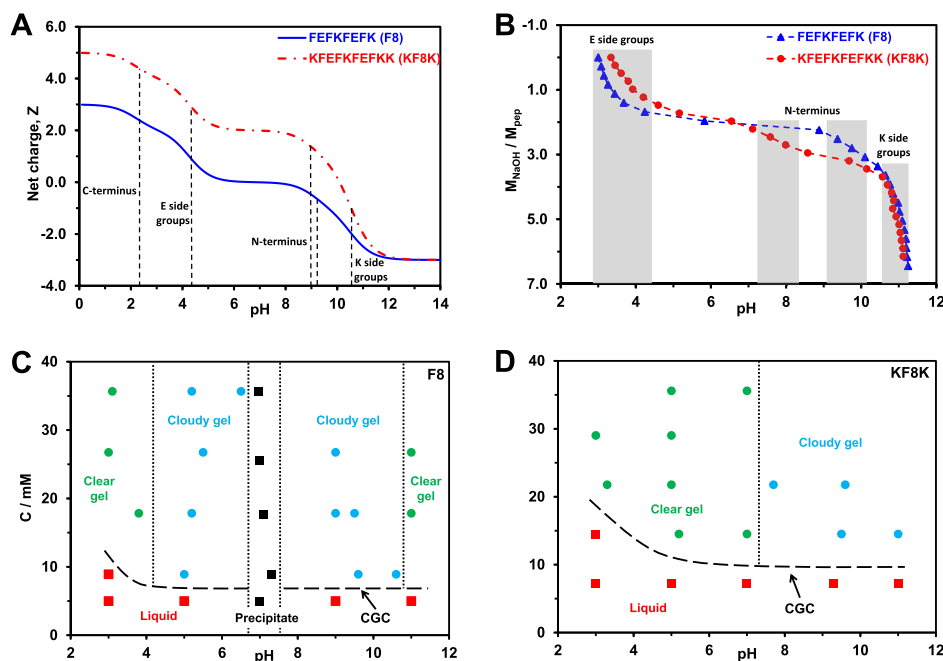 A
FEFKFEFK (F8)
KFEFKFEFKK (KF8K)
Net charge, Z
5.0
4.0
2.0
0.0
-2.0
-4.0
C-terminus
E side
groups
N-terminus
K side
groups
0 2 4 6 8 10 12 14
pH
B
E side groups
FEFKFEFK (F8)
KFEFKFEFKK (KF8K)
N-terminus
K side
groups
M_NaOH / M_pep
-1.0
1.0
3.0
5.0
7.0
2 4 6 8 10 12
pH
C
F8
C / mM
40
30
20
10
0
Cloudy gel
Cloudy gel
Clear
gel
Clear
gel
Liquid
Precipitate
CGC
2 4 6 8 10 12
pH
D
KF8K
40
30
20
10
0
Cloudy gel
Clear gel
CGC
Liquid
2 4 6 8 10 12
pH